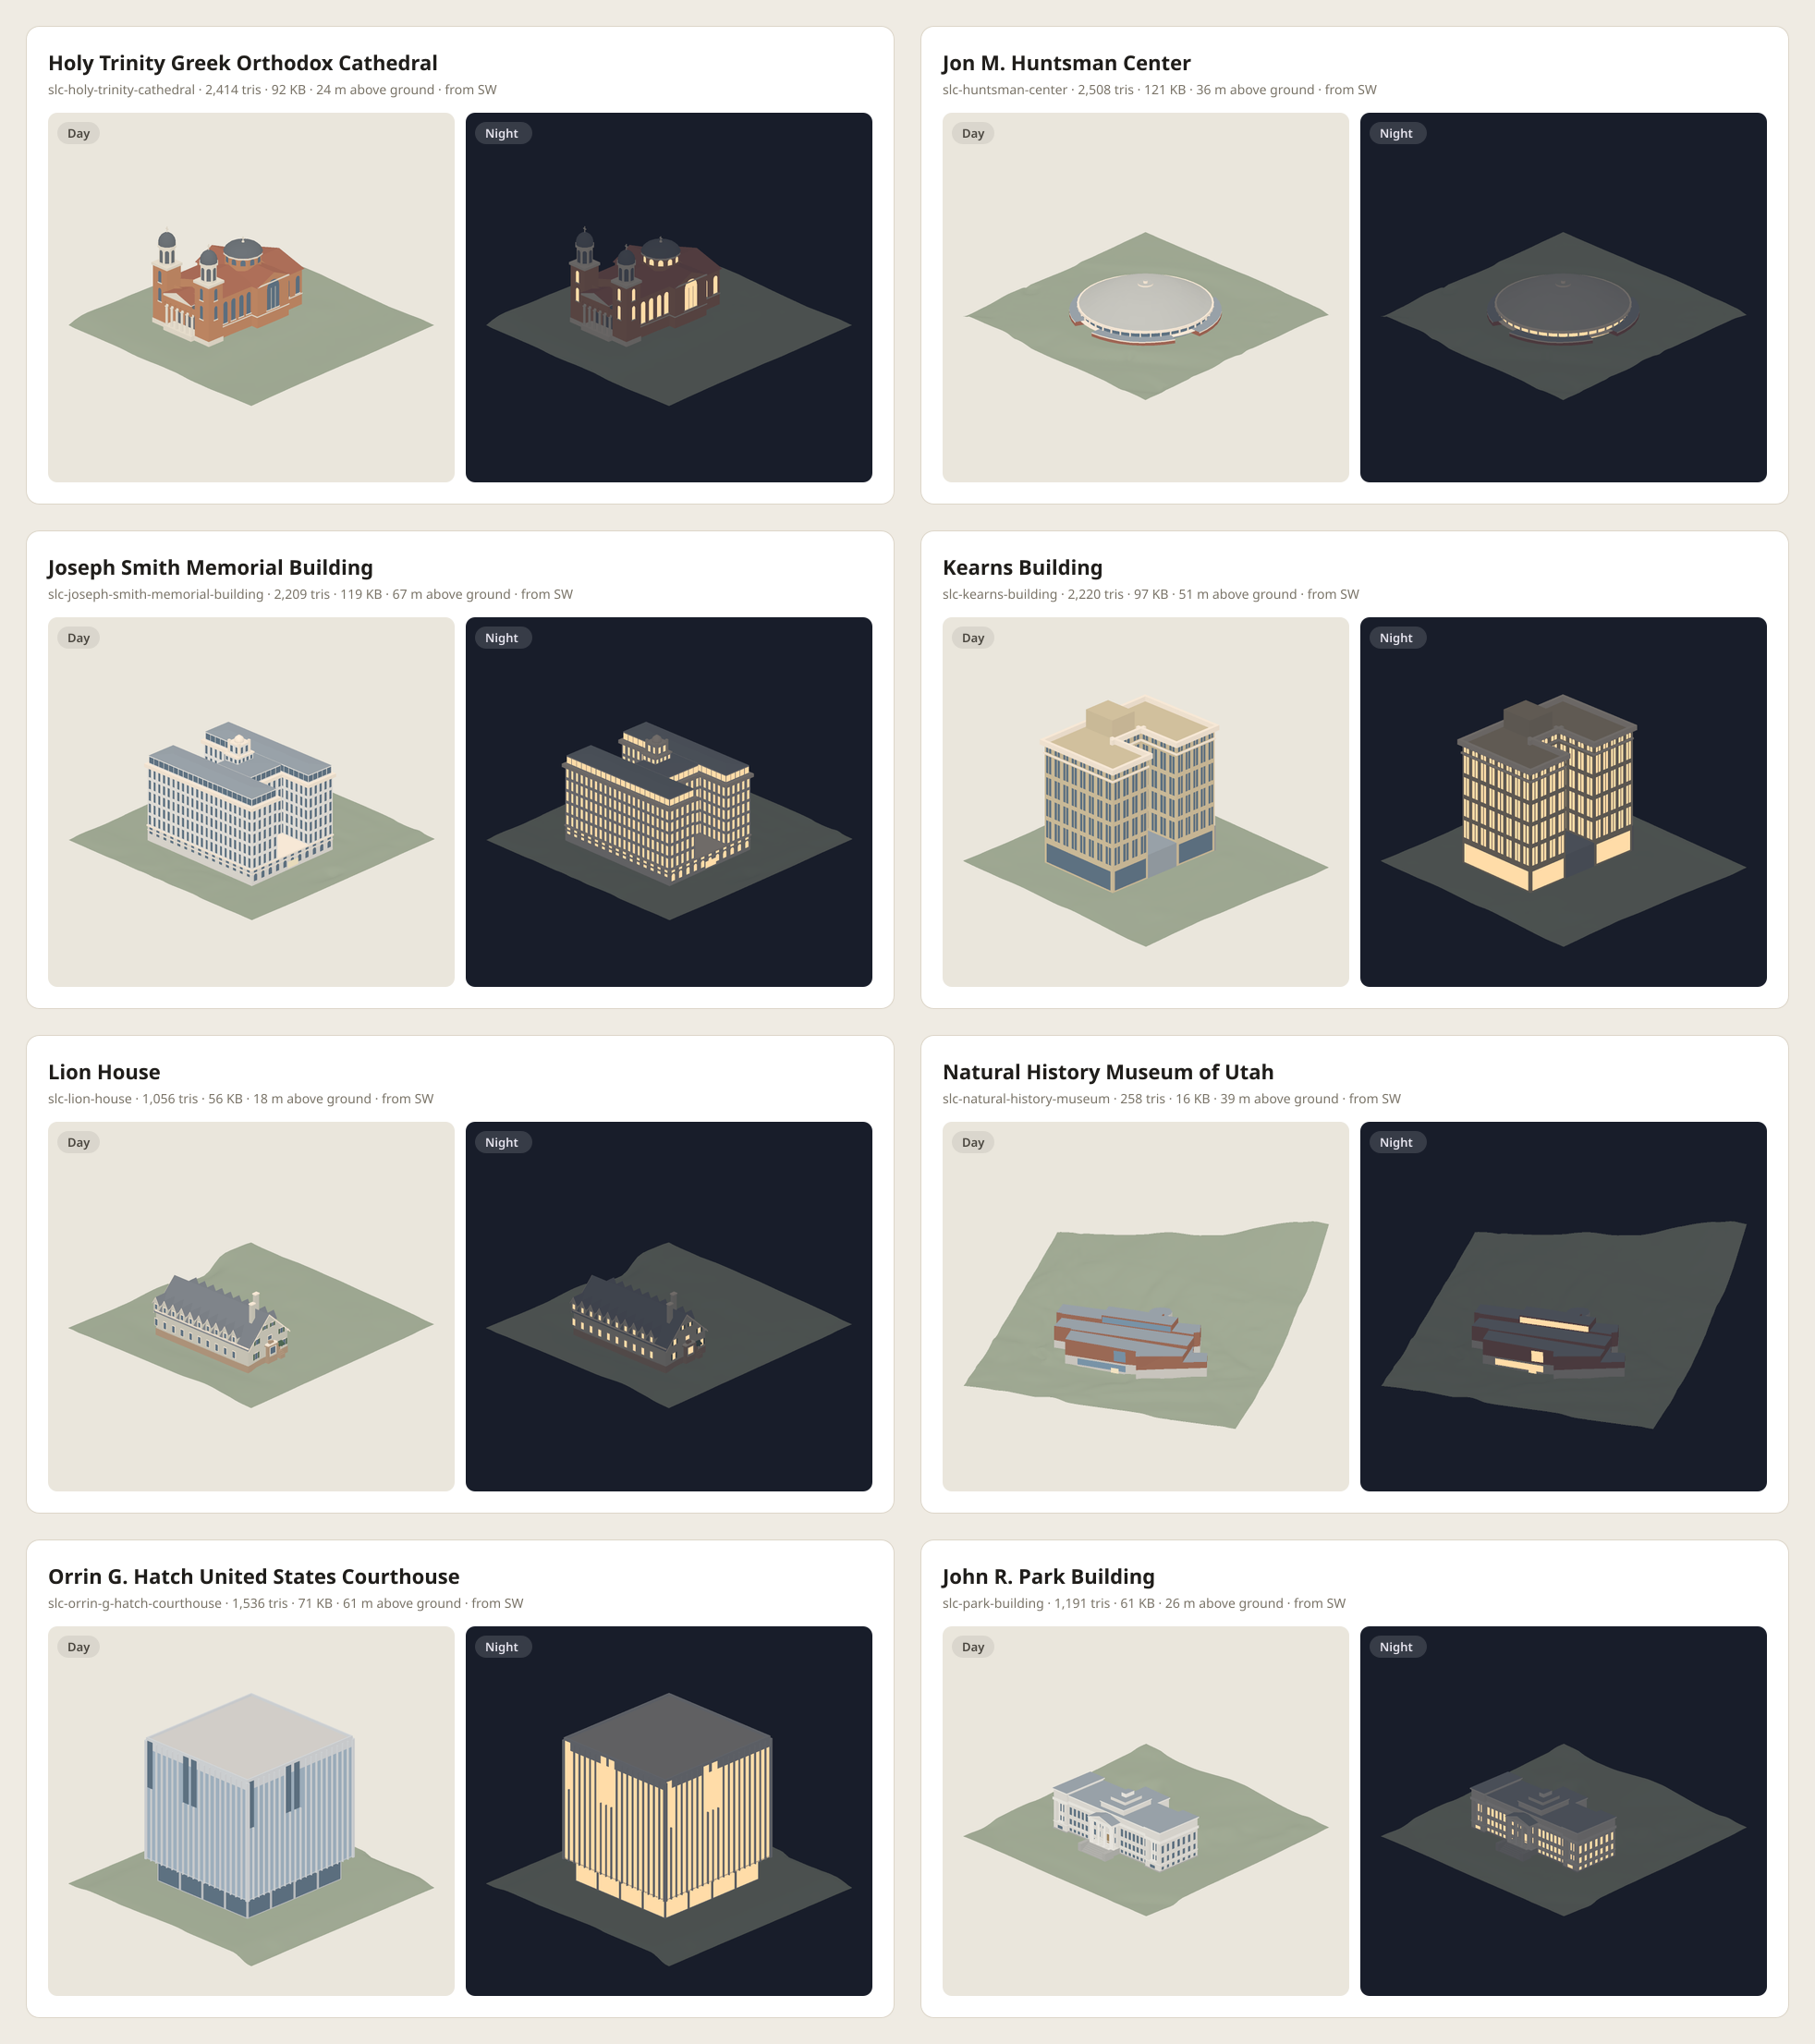 Holy Trinity Greek Orthodox Cathedral
slc-holy-trinity-cathedral · 2,414 tris · 92 KB · 24 m above ground · from SW
Day
Night
Jon M. Huntsman Center
slc-huntsman-center · 2,508 tris · 121 KB · 36 m above ground · from SW
Day
Night
Joseph Smith Memorial Building
slc-joseph-smith-memorial-building · 2,209 tris · 119 KB · 67 m above ground · from SW
Day
Night
Kearns Building
slc-kearns-building · 2,220 tris · 97 KB · 51 m above ground · from SW
Day
Night
Lion House
slc-lion-house · 1,056 tris · 56 KB · 18 m above ground · from SW
Day
Night
Natural History Museum of Utah
slc-natural-history-museum · 258 tris · 16 KB · 39 m above ground · from SW
Day
Night
Orrin G. Hatch United States Courthouse
slc-orrin-g-hatch-courthouse · 1,536 tris · 71 KB · 61 m above ground · from SW
Day
Night
John R. Park Building
slc-park-building · 1,191 tris · 61 KB · 26 m above ground · from SW
Day
Night